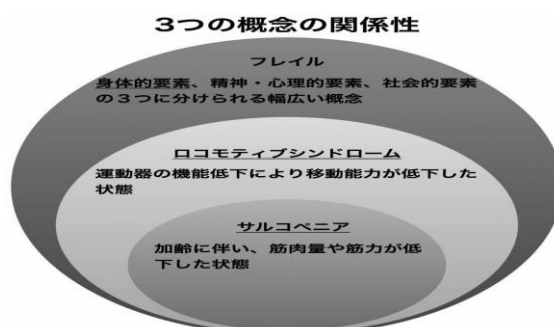 3つの概念の関係性
フレイル
身体的要素、精神・心理的要素、社会的要素
の3つに分けられる幅広い概念
ロコモティブシンドローム
運動器の機能低下により移動能力が低下した
状態
サルコペニア
加齢に伴い、筋肉量や筋力が低
下した状態